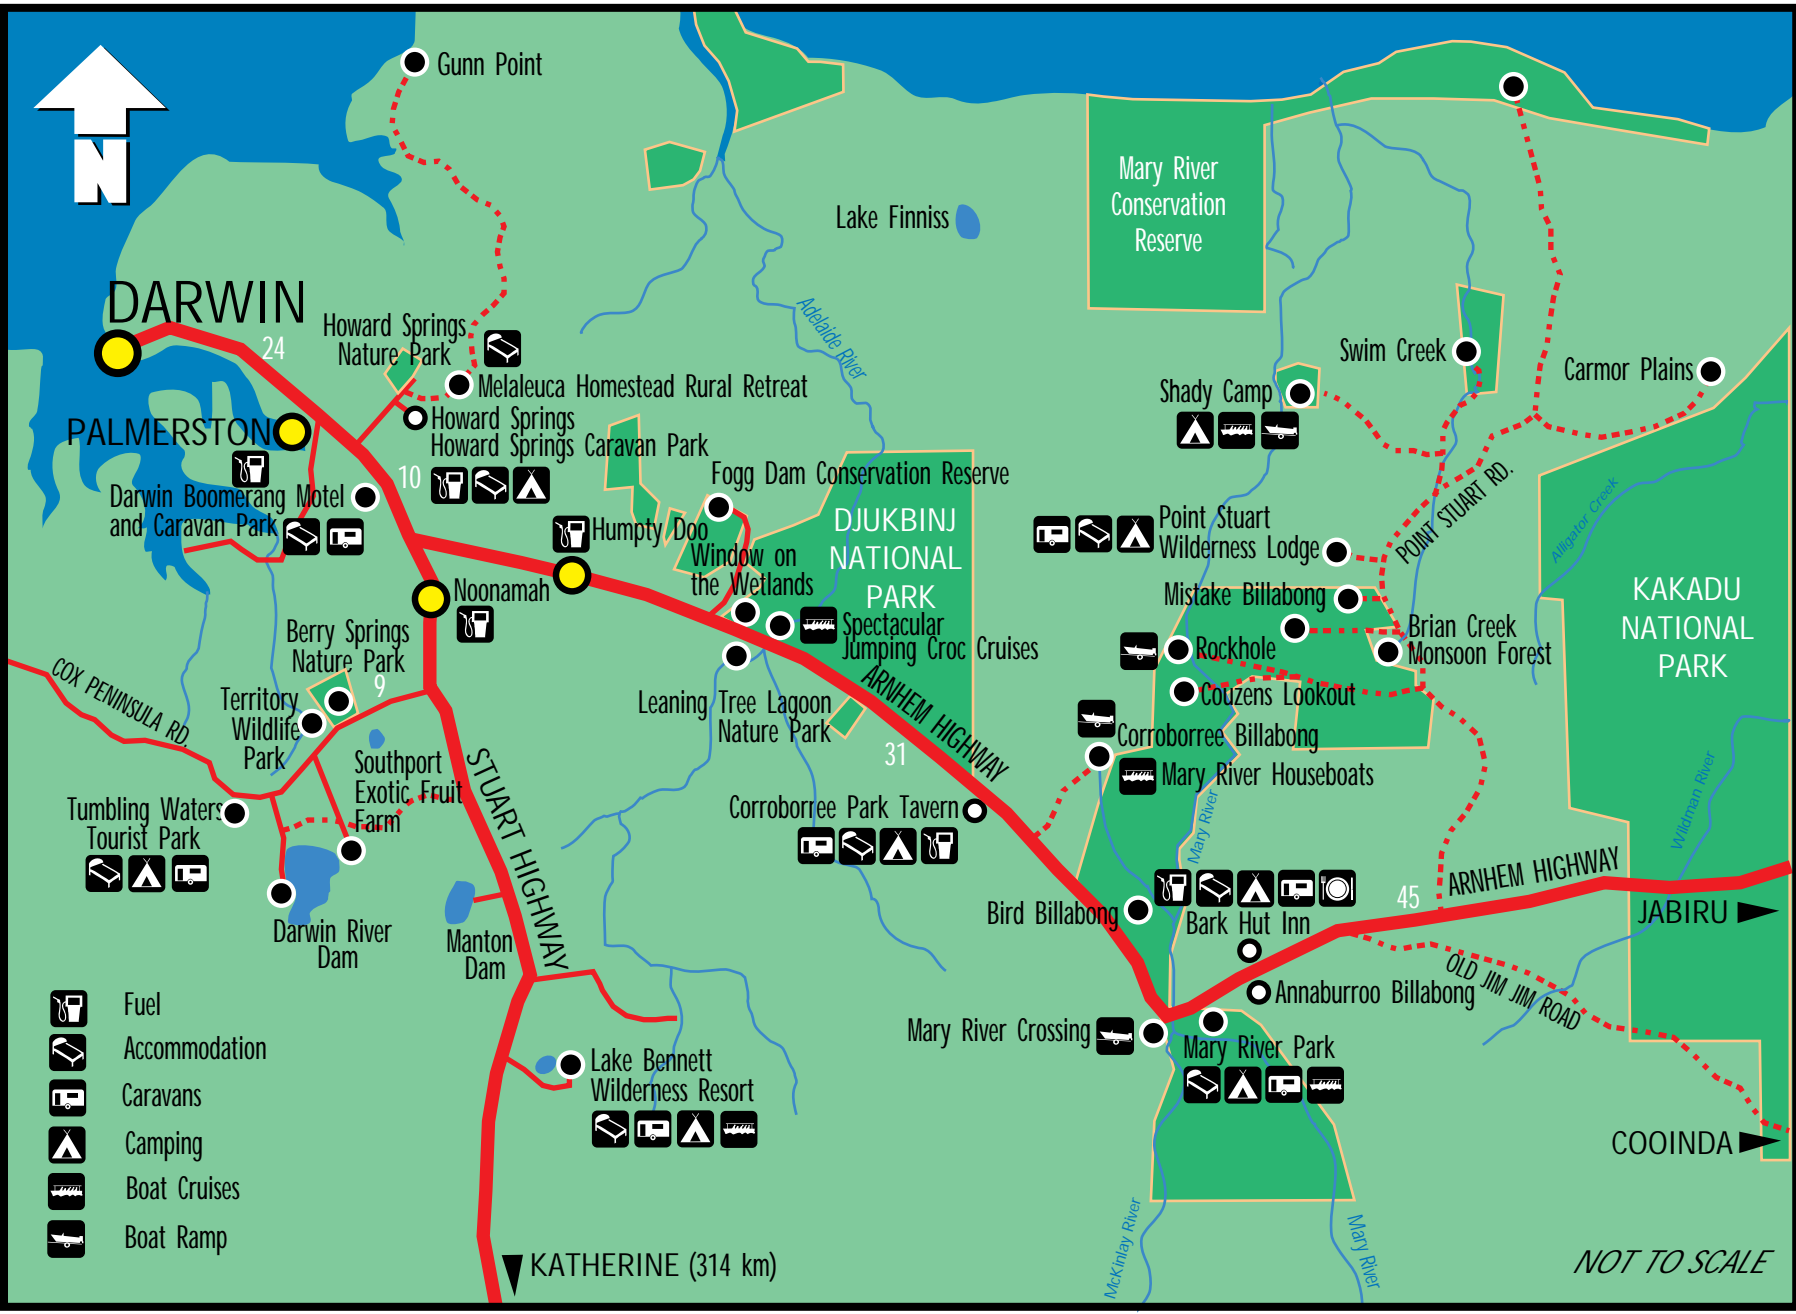 Gunn Point
N
Mary River
Conservation
Reserve
Lake Finniss
DARWIN
24
Howard Springs
Nature Park
Adelaide River
Melaleuca Homestead Rural Retreat
Swim Creek
Carmor Plains
Shady Camp
PALMERSTON
Howard Springs
Howard Springs Caravan Park
10
Fogg Dam Conservation Reserve
Darwin Boomerang Motel
and Caravan Park
Humpty Doo
DJUKBINJ
NATIONAL
PARK
Window on
the Wetlands
Point Stuart
Wilderness Lodge
POINT STUART RD.
Alligator Creek
Noonamah
Mistake Billabong
KAKADU
NATIONAL
PARK
Spectacular
Jumping Croc Cruises
Berry Springs
Nature Park
Brian Creek
Monsoon Forest
Rockhole
COX PENINSULA RD.
9
Territory
Wildlife
Park
Couzens Lookout
Leaning Tree Lagoon
Nature Park
ARNHEM HIGHWAY
31
Corroborree Billabong
Mary River Houseboats
STUART HIGHWAY
Southport
Exotic Fruit
Farm
Tumbling Waters
Tourist Park
Corroborree Park Tavern
Mary River
Wildman River
ARNHEM HIGHWAY
45
JABIRU
Bird Billabong
Bark Hut Inn
Darwin River
Dam
Manton
Dam
Annaburroo Billabong
OLD JIM JIM ROAD
Mary River Crossing
Mary River Park
Lake Bennett
Wilderness Resort
COOINDA
Fuel
Accommodation
Caravans
Camping
Boat Cruises
Boat Ramp
KATHERINE (314 km)
McKinlay River
Mary River
NOT TO SCALE